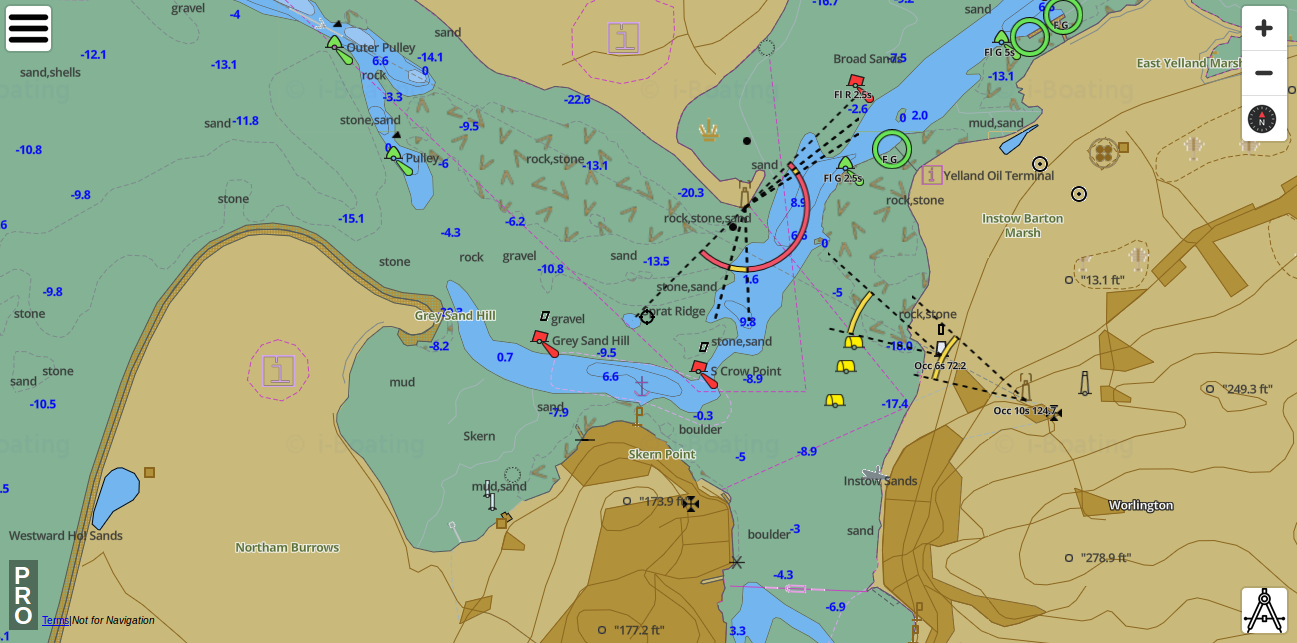 gravel
-4
-16.7
-9.2
sand
6.6
sand
F G
Outer Pulley
-14.1
Fl G 5s
-12.1
6.6
Broad Sands
-7.5
East Yelland Marsh
sand,shells
-13.1
rock
0
-13.1
-3.3
-22.6
© i-Boating
Fl R 2.5s
-2.6
0
2.0
sand
-11.8
stone,sand
-9.5
mud,sand
N
-10.8
0
Pulley
-6
rock,stone
-13.1
sand
F G
Fl G 2.5s
Yelland Oil Terminal
-9.8
stone
-20.3
8.9
rock,stone
6
-15.1
-6.2
rock,stone,sand
Instow Barton
Marsh
-4.3
0
stone
rock
gravel
sand
-13.5
-10.8
1.6
"13.1 ft"
-9.8
stone,sand
-5
stone
Grey Sand Hill
gravel
Sprat Ridge
9.8
rock,stone
-8.2
Grey Sand Hill
stone,sand
-18.0
0.7
-9.5
Occ 6s 72.2
stone
sand
mud
6.6
S Crow Point
-8.9
"249.3 ft"
-10.5
sand
-7.9
-0.3
-17.4
Occ 10s 124.7
boulder
Skern
i-Boating
© i-Boating
-8.9
Skern Point
-5
.5
mud,sand
Instow Sands
"173.9 ft"
Worlington
Westward Ho! Sands
boulder
-3
sand
Northam Burrows
"278.9 ft"
PRO
-4.3
-6.9
Terms|Not for Navigation
"177.2 ft"
3.3
.1